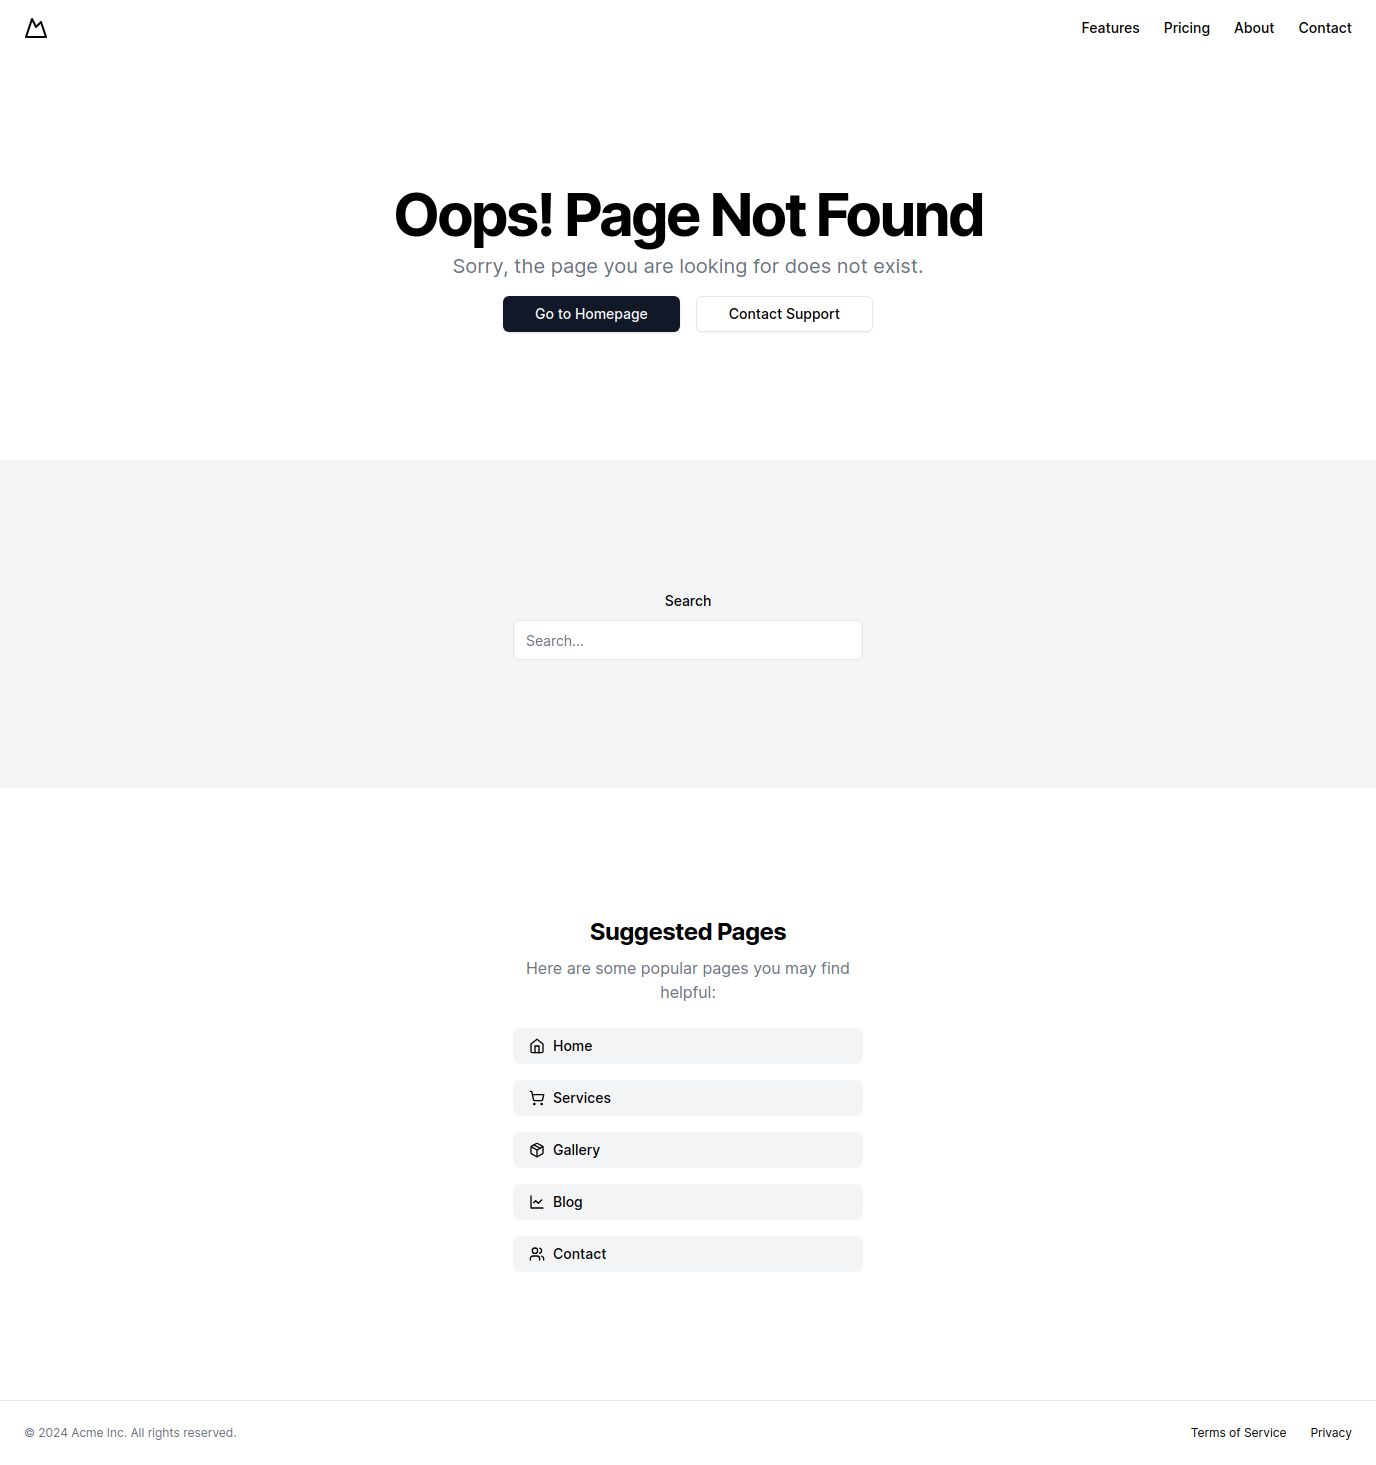 Features Pricing About Contact
Oops! Page Not Found
Sorry, the page you are looking for does not exist.
Go to Homepage Contact Support
Search
Search...
Suggested Pages
Here are some popular pages you may find
helpful:
Home
Services
Gallery
Blog
Contact
© 2024 Acme Inc. All rights reserved. Terms of Service Privacy